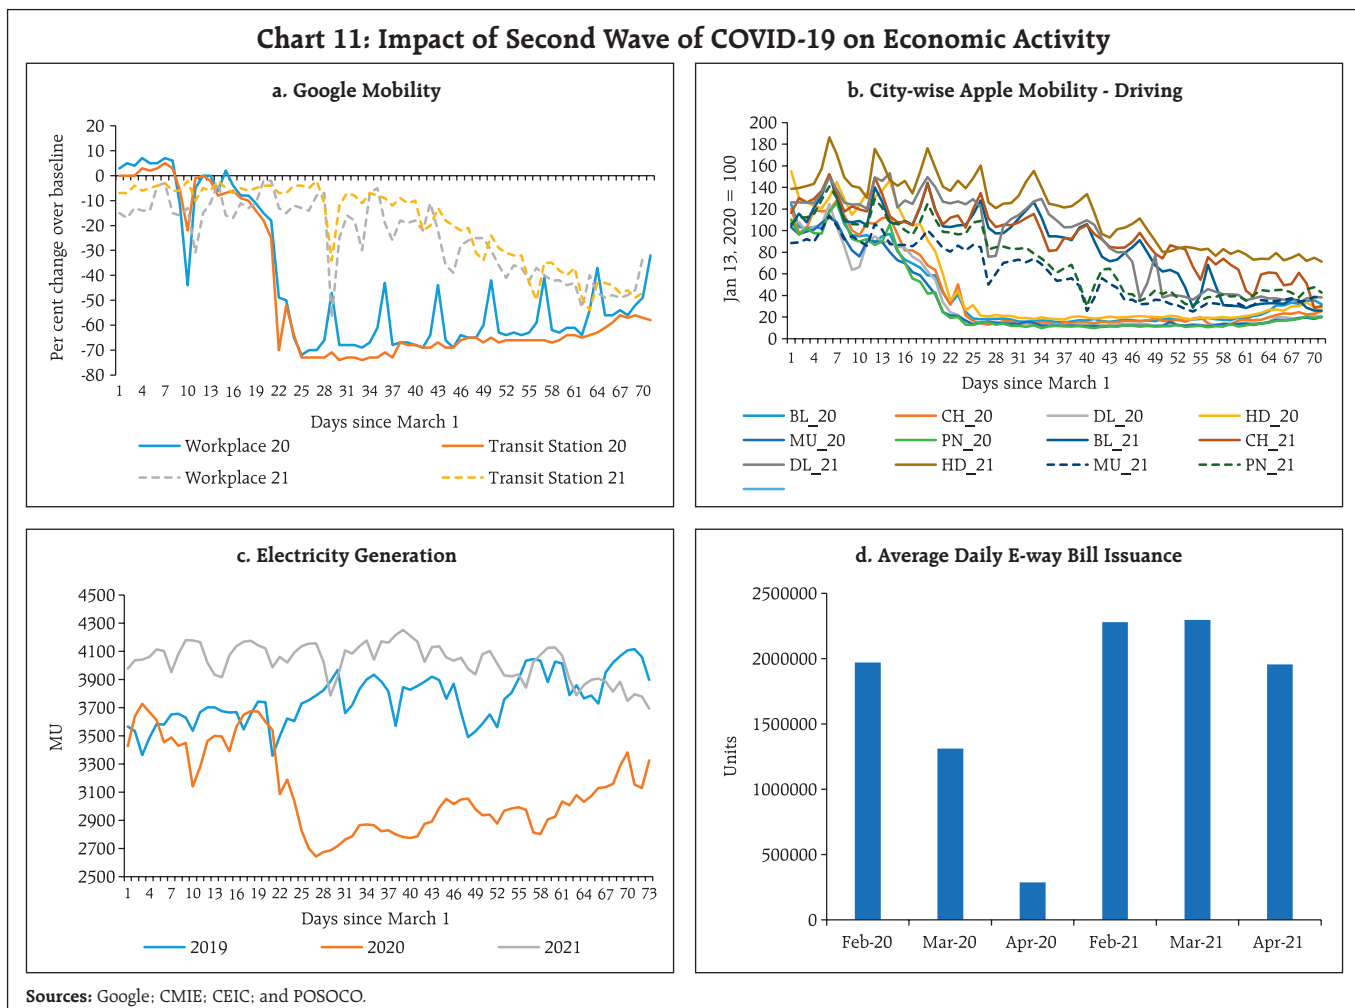 Chart 11: Impact of Second Wave of COVID-19 on Economic Activity
a. Google Mobility
Per cent change over baseline
20
10
0
-10
-20
-30
-40
-50
-60
-70
-80
1 4 7 10 13 16 19 22 25 28 31 34 37 40 43 46 49 52 55 58 61 64 67 70
Days since March 1
Workplace 20 Transit Station 20
Workplace 21 Transit Station 21
b. City-wise Apple Mobility - Driving
Jan 13, 2020 = 100
200
180
160
140
120
100
80
60
40
20
0
1 4 7 10 13 16 19 22 25 28 31 34 37 40 43 46 49 52 55 58 61 64 67 70
Days since March 1
BL_20 CH_20 DL_20 HD_20
MU_20 PN_20 BL_21 CH_21
DL_21 HD_21 MU_21 PN_21
c. Electricity Generation
MU
4500
4300
4100
3900
3700
3500
3300
3100
2900
2700
2500
1 4 7 10 13 16 19 22 25 28 31 34 37 40 43 46 49 52 55 58 61 64 67 70 73
Days since March 1
2019 2020 2021
d. Average Daily E-way Bill Issuance
Units
2500000
2000000
1500000
1000000
500000
0
Feb-20 Mar-20 Apr-20 Feb-21 Mar-21 Apr-21
Sources: Google; CMIE; CEIC; and POSOCO.